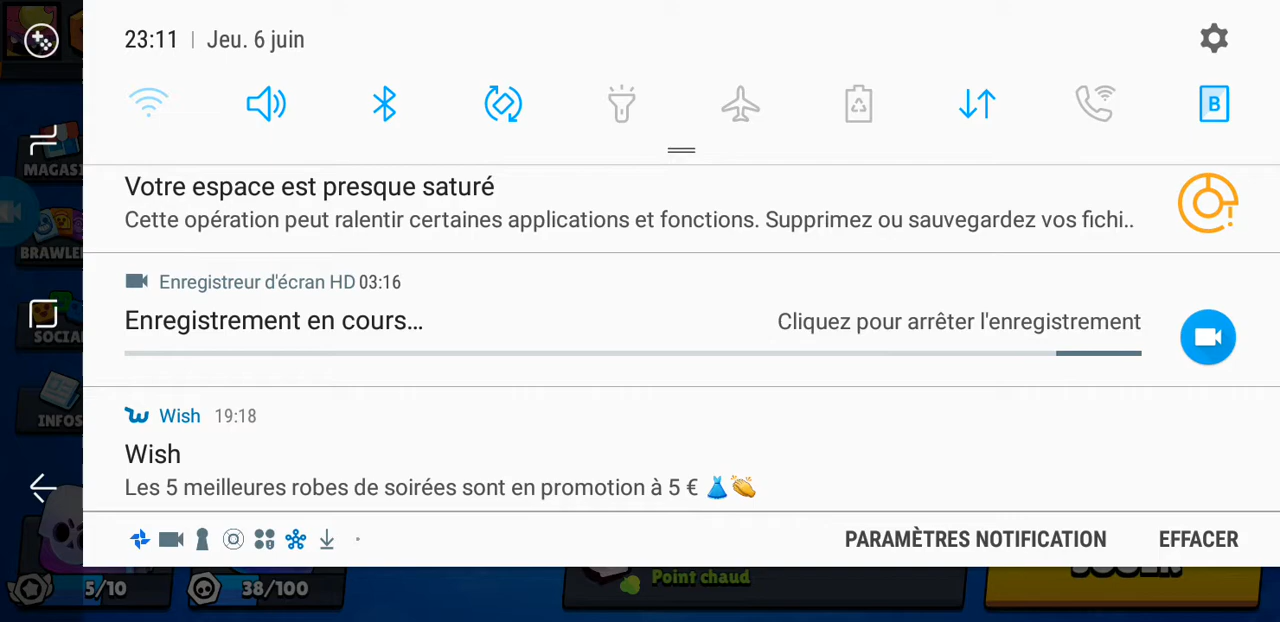 23:11 | Jeu. 6 juin
B
Votre espace est presque saturé
Cette opération peut ralentir certaines applications et fonctions. Supprimez ou sauvegardez vos fichi..
Enregistreur d'écran HD 03:16
Enregistrement en cours...
Cliquez pour arrêter l'enregistrement
Wish 19:18
Wish
Les 5 meilleures robes de soirées sont en promotion à 5 € 👗👏
PARAMÈTRES NOTIFICATION
EFFACER
MAGAS
BRAWLE
SOCIA
INFOS
5/10
38/100
Point chaud